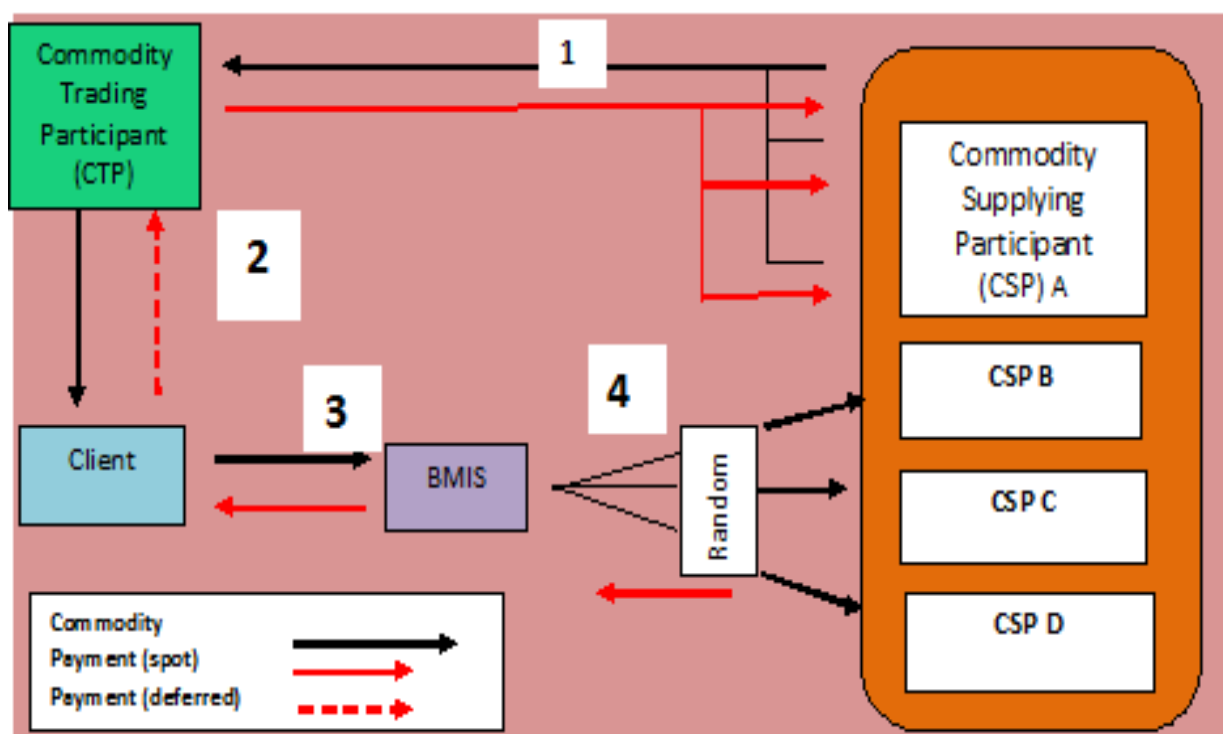 Commodity
Trading
Participant
(CTP)
1
Commodity
Supplying
Participant
(CSP) A
2
CSP B
3
4
Client
BMIS
Random
CSP C
CSP D
Commodity
Payment (spot)
Payment (deferred)